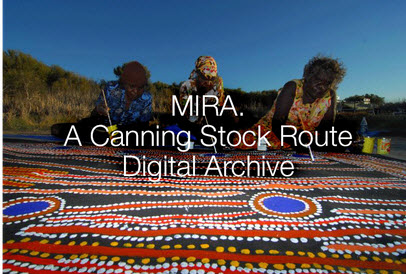 MIRA.
A Canning Stock Route
Digital Archive